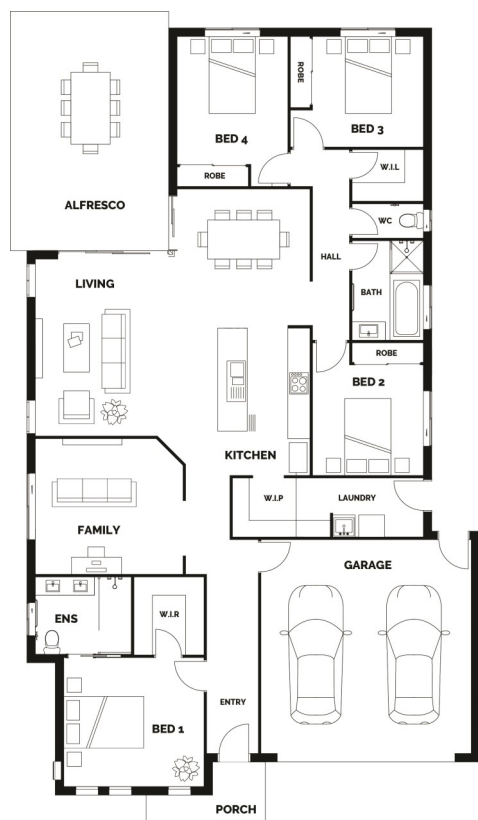 ROBE
BED 4
BED 3
ROBE
W.I.L
ALFRESCO
WC
HALL
LIVING
BATH
ROBE
BED 2
KITCHEN
W.I.P
LAUNDRY
FAMILY
GARAGE
ENS
W.I.R
ENTRY
BED 1
PORCH